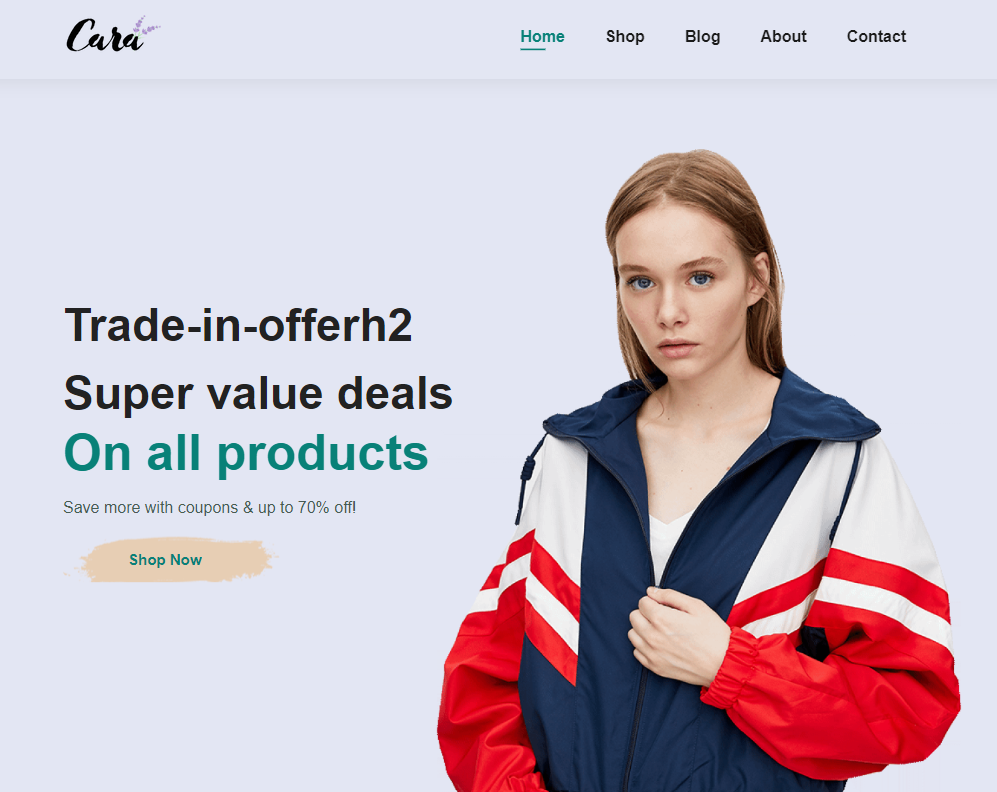 Cara
Home Shop Blog About Contact
Trade-in-offerh2
Super value deals
On all products
Save more with coupons & up to 70% off!
Shop Now